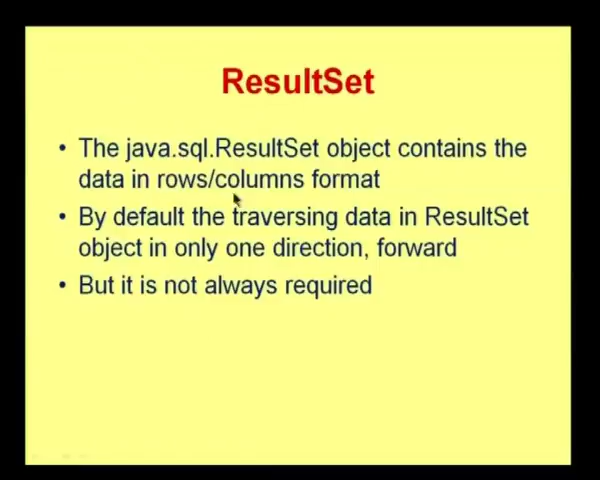 ResultSet
• The java.sql.ResultSet object contains the
data in rows/columns format
• By default the traversing data in ResultSet
object in only one direction, forward
• But it is not always required